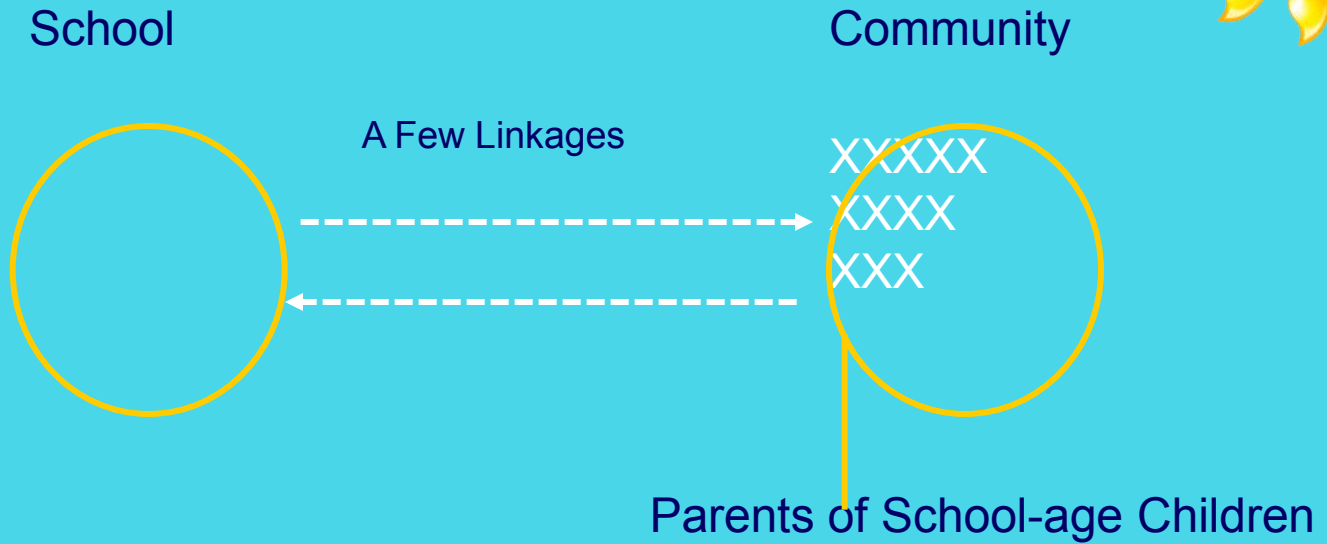 School
Community
A Few Linkages
XXXXX
XXXX
XXX
Parents of School-age Children